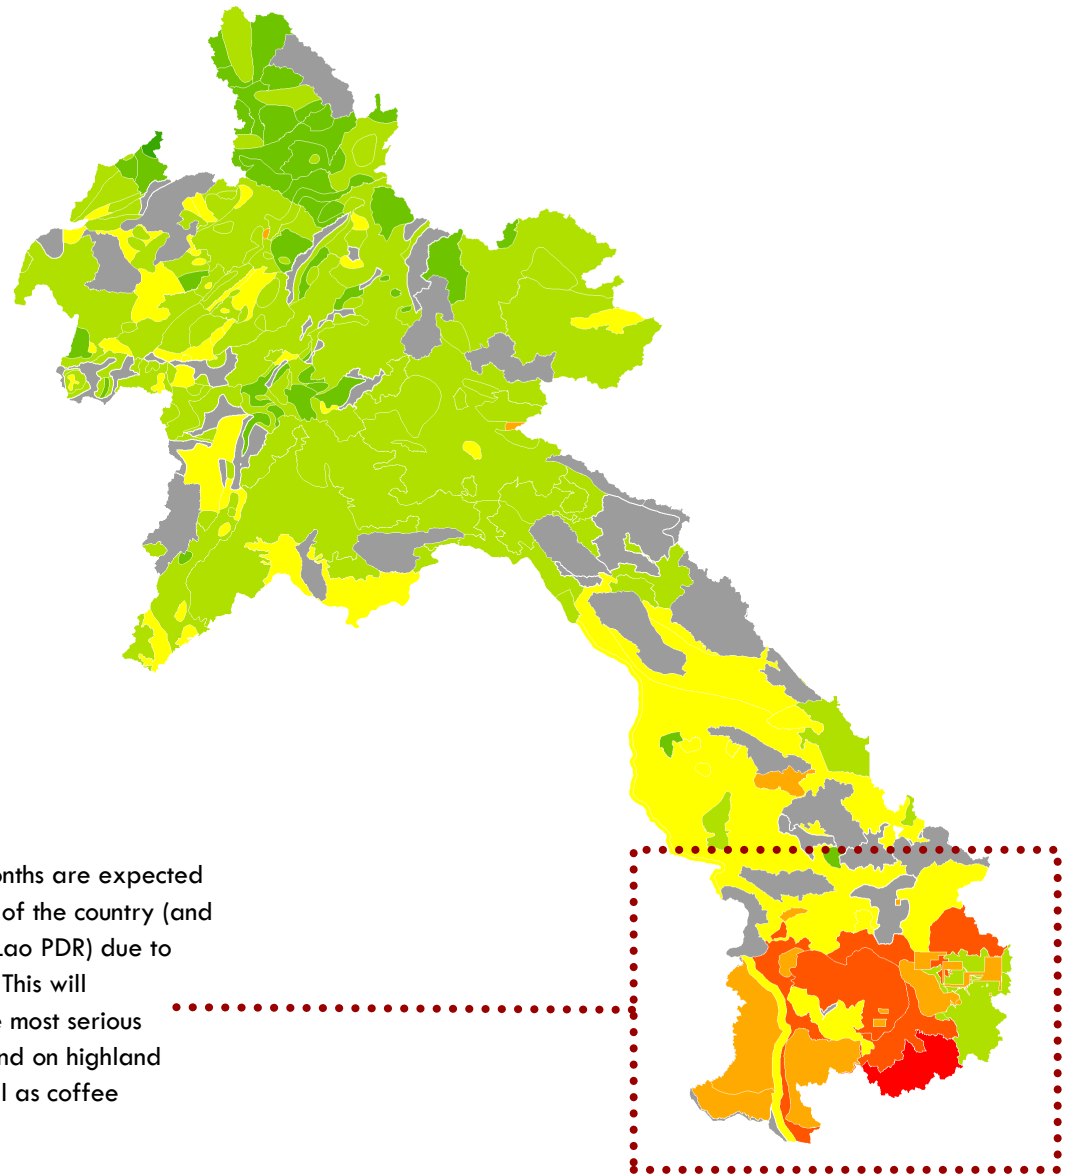 nths are expected
of the country (and
Lao PDR) due to
This will
most serious
nd on highland
l as coffee